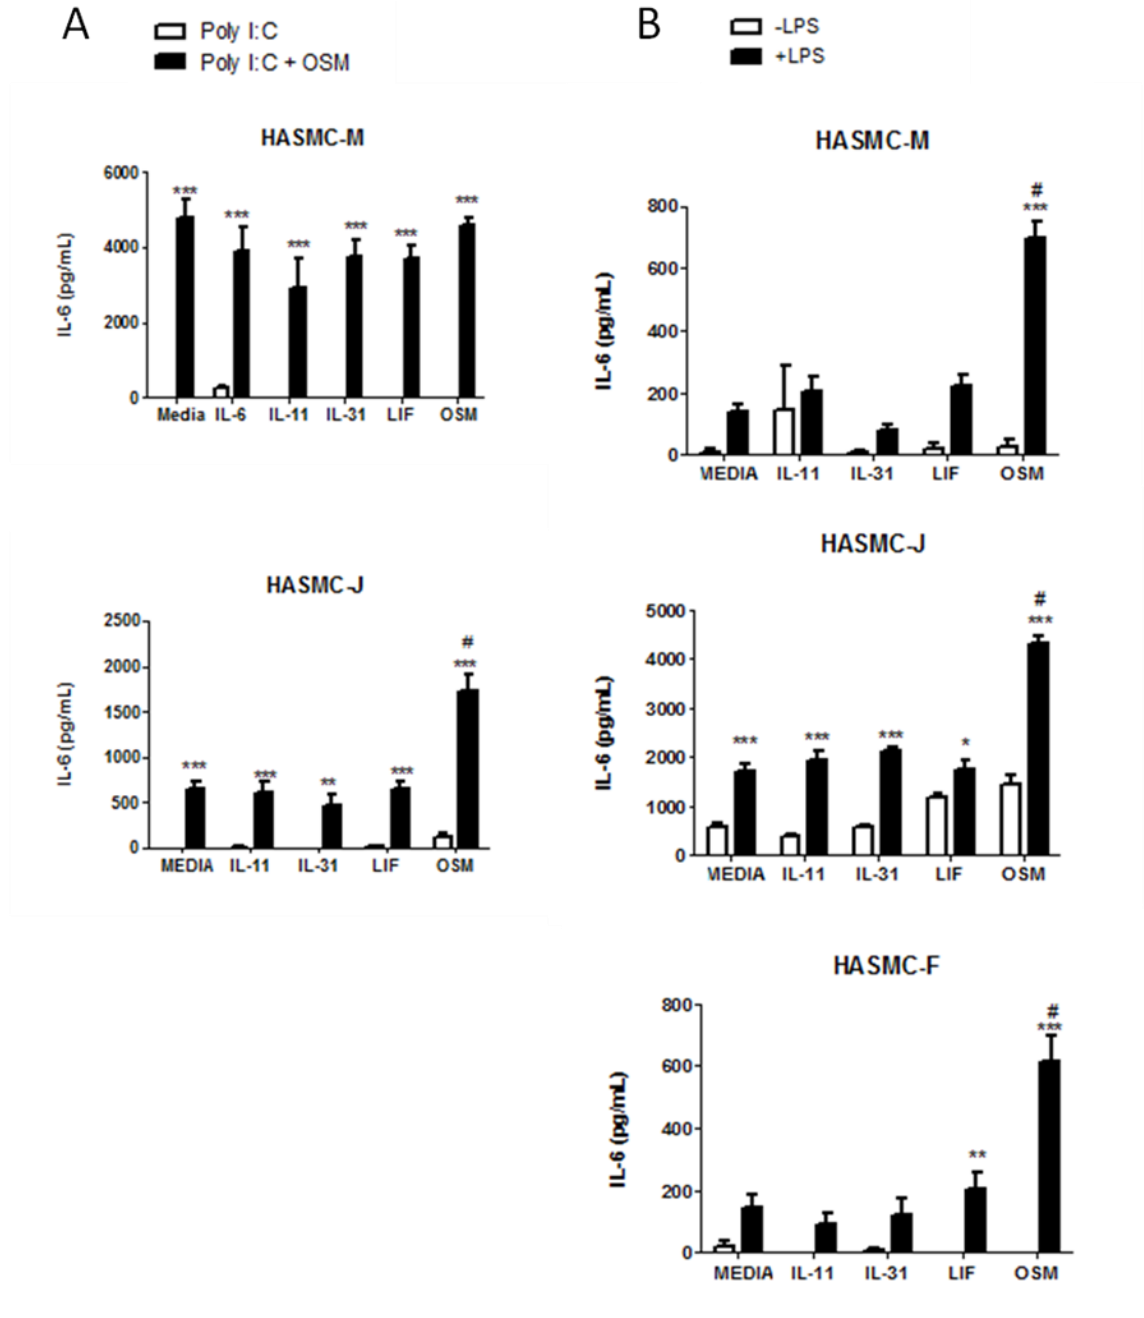 A
Poly I:C
Poly I:C + OSM
HASMC-M
IL-6 (pg/mL)
6000
4000
2000
0
***
***
***
***
***
***
Media IL-6 IL-11 IL-31 LIF OSM
HASMC-J
IL-6 (pg/mL)
2500
2000
1500
1000
500
0
***
***
**
***
#
***
MEDIA IL-11 IL-31 LIF OSM
B
-LPS
+LPS
HASMC-M
IL-6 (pg/mL)
800
600
400
200
0
#
***
MEDIA IL-11 IL-31 LIF OSM
HASMC-J
IL-6 (pg/mL)
5000
4000
3000
2000
1000
0
***
***
***
*
#
***
MEDIA IL-11 IL-31 LIF OSM
HASMC-F
IL-6 (pg/mL)
800
600
400
200
0
**
#
***
MEDIA IL-11 IL-31 LIF OSM